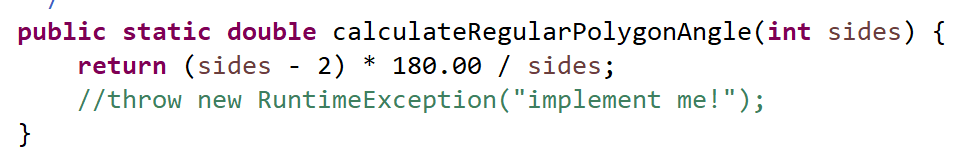 /
public static double calculateRegularPolygonAngle(int sides) {
    return (sides - 2) * 180.00 / sides;
    //throw new RuntimeException("implement me!");
}